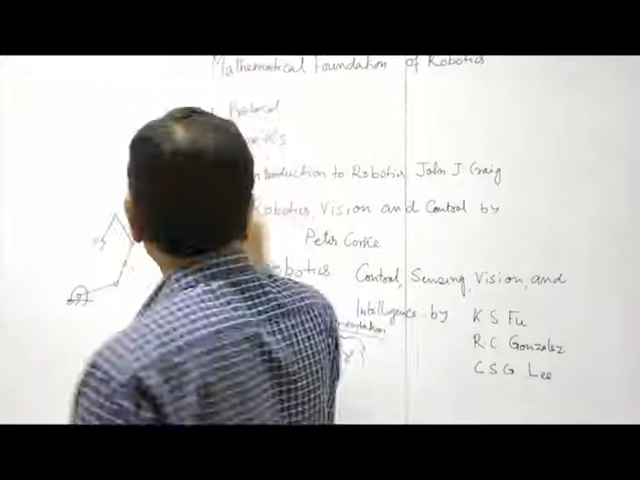 Mathematical Foundation of Robotics
Introduction to Robotics John J Craig
Robotics, Vision and Control by
Peter Corke
Robotics Control, Sensing, Vision, and
Intelligence by K S Fu
R.C Gonzalez
C S G Lee